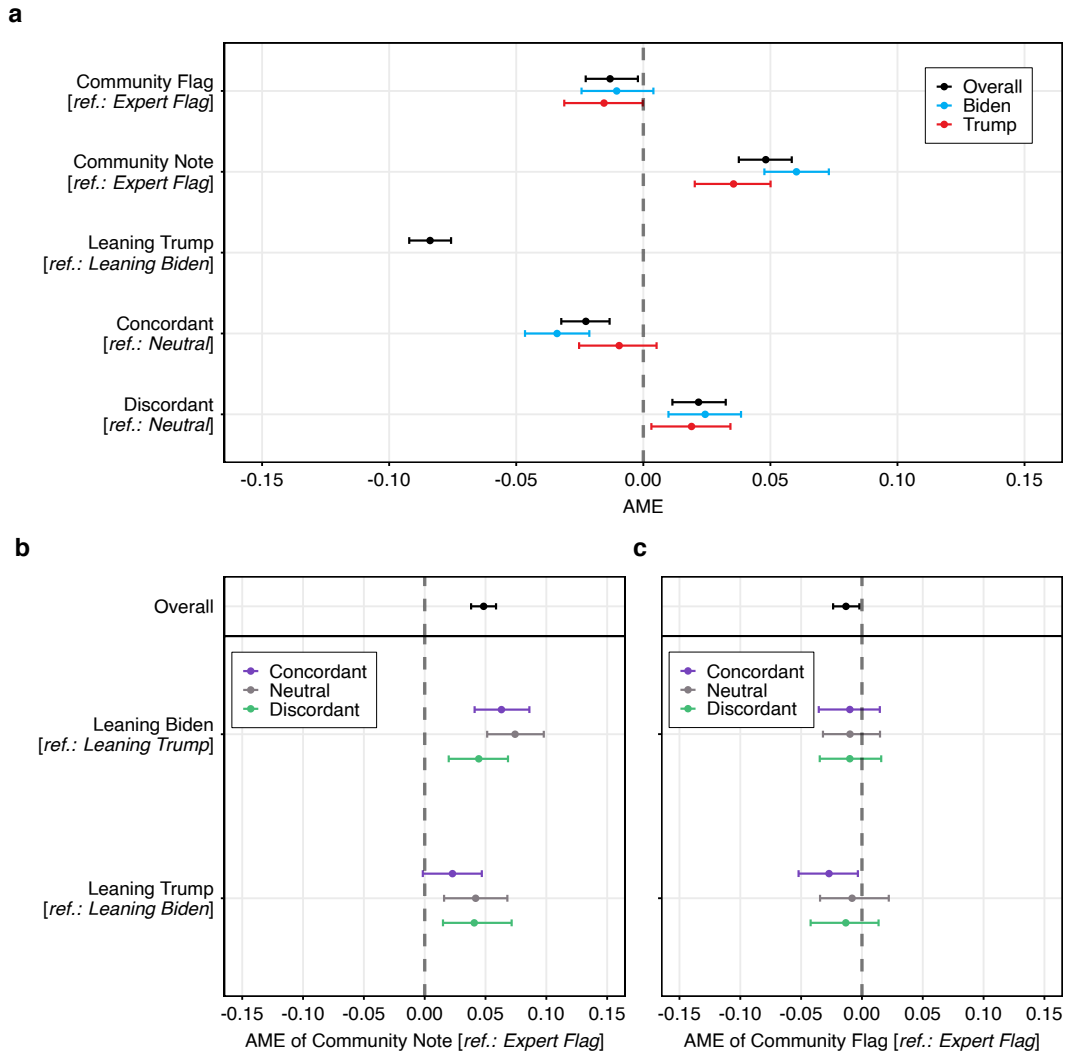 a
Community Flag
[ref.: Expert Flag]
Community Note
[ref.: Expert Flag]
Leaning Trump
[ref.: Leaning Biden]
Concordant
[ref.: Neutral]
Discordant
[ref.: Neutral]
Overall
Biden
Trump
-0.15 -0.10 -0.05 0.00 0.05 0.10 0.15
AME
b
Overall
Concordant
Neutral
Discordant
Leaning Biden
[ref.: Leaning Trump]
Leaning Trump
[ref.: Leaning Biden]
-0.15 -0.10 -0.05 0.00 0.05 0.10 0.15
AME of Community Note [ref.: Expert Flag]
c
Concordant
Neutral
Discordant
-0.15 -0.10 -0.05 0.00 0.05 0.10 0.15
AME of Community Flag [ref.: Expert Flag]